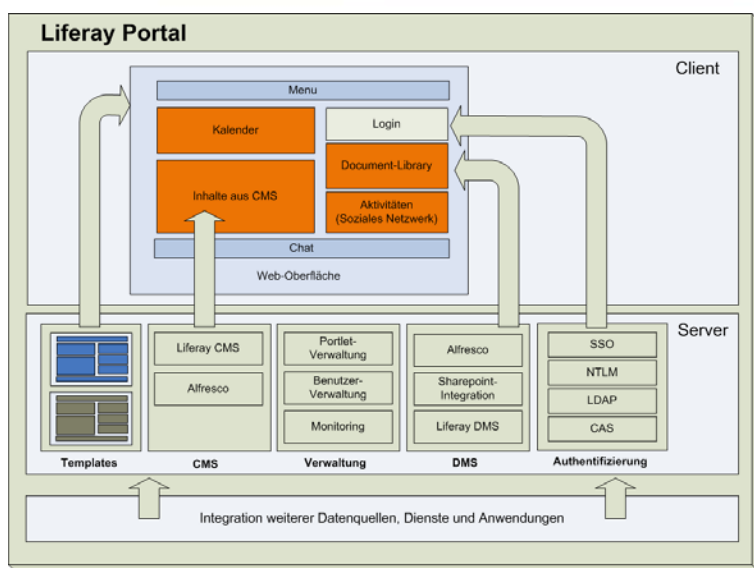 Liferay Portal
Client
Menu
Kalender
Login
Document-Library
Inhalte aus CMS
Aktivitäten
(Soziales Netzwerk)
Chat
Web-Oberfläche
Server
Liferay CMS
Alfresco
Portlet-
Verwaltung
Benutzer-
Verwaltung
Monitoring
Alfresco
Sharepoint-
Integration
Liferay DMS
SSO
NTLM
LDAP
CAS
Templates
CMS
Verwaltung
DMS
Authentifizierung
Integration weiterer Datenquellen, Dienste und Anwendungen